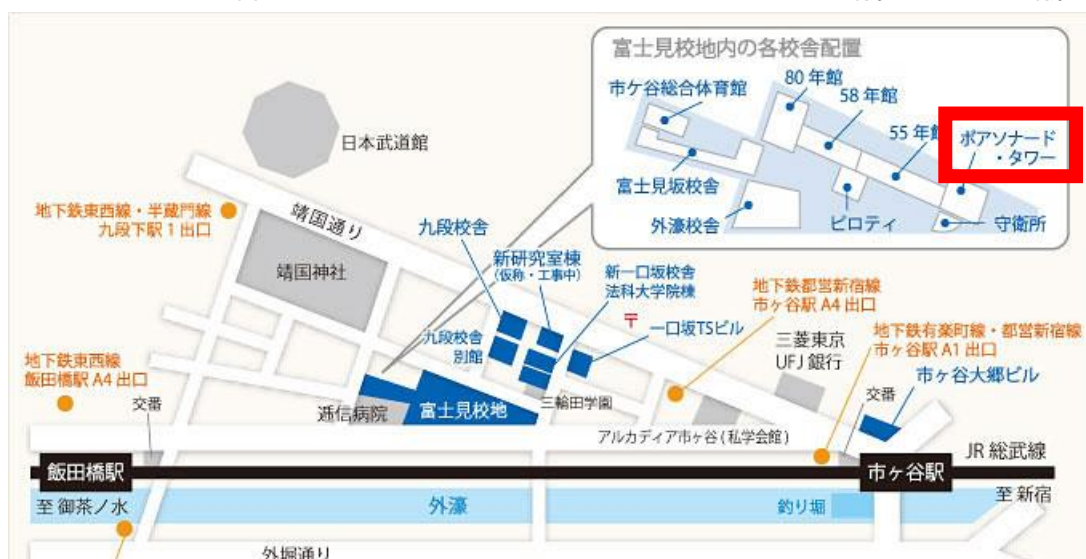 富士見校地内の各校舎配置
市ケ谷総合体育館
80 年館
58 年館
55 年館
ボアソナード
・タワー
富士見坂校舎
外濠校舎
ピロティ
守衛所
日本武道館
地下鉄東西線・半蔵門線
九段下駅 1 出口
靖国通り
靖国神社
九段校舎
新研究室棟
(仮称・工事中)
新一口坂校舎
法科大学院棟
〒
一口坂TSビル
地下鉄都営新宿線
市ヶ谷駅 A4 出口
三菱東京
UFJ 銀行
地下鉄有楽町線・都営新宿線
市ヶ谷駅 A1 出口
市ヶ谷大郷ビル
交番
九段校舎
別館
地下鉄東西線
飯田橋駅 A4 出口
交番
逓信病院
富士見校地
三輪田学園
アルカディア市ヶ谷 (私学会館)
JR 総武線
飯田橋駅
市ヶ谷駅
至 御茶ノ水
外濠
釣り堀
至 新宿
外堀通り